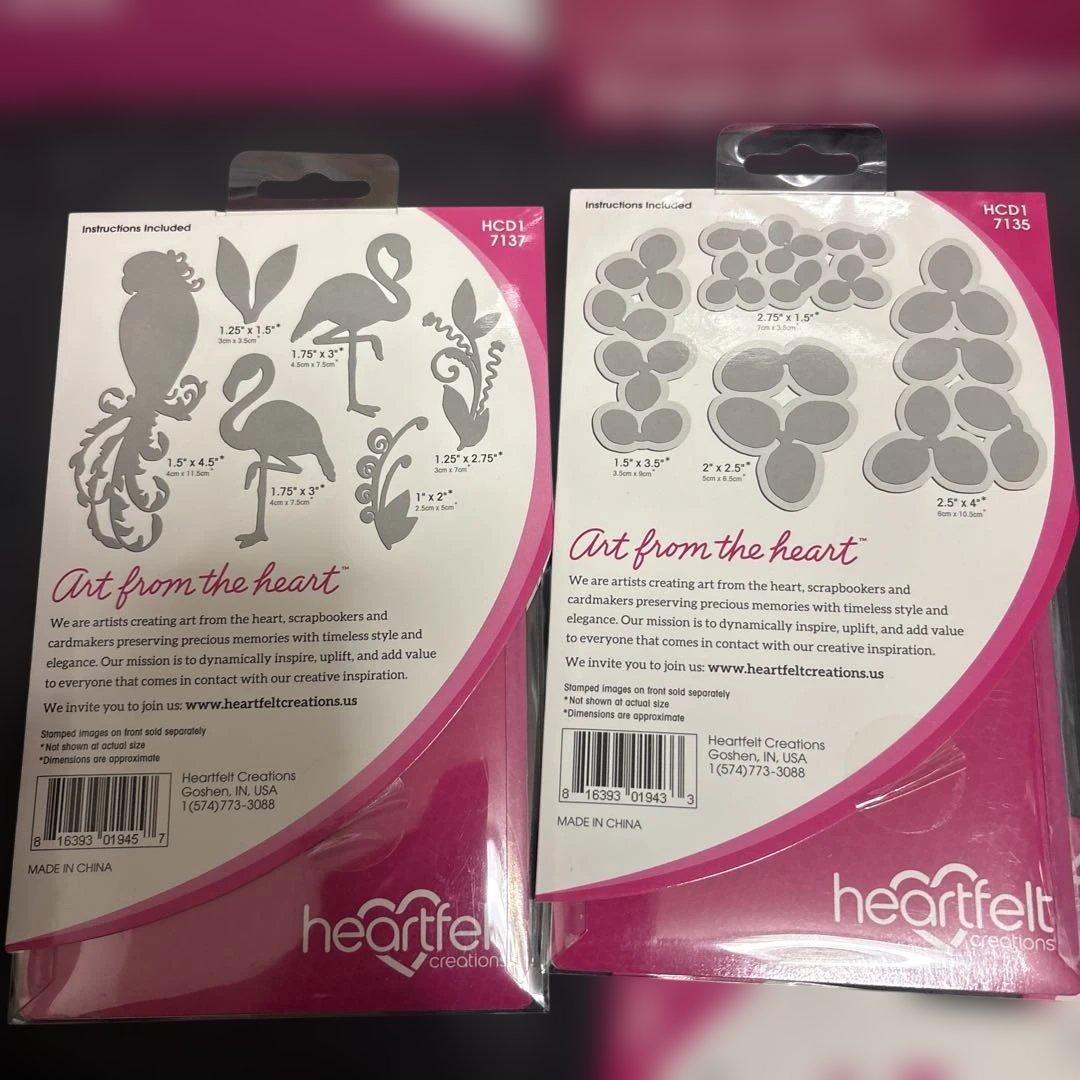 Instructions Included
HCD1
7137
1.25" x 1.5"*
3cm x 3.5cm*
1.75" x 3"*
4.5cm x 7.5cm*
1.5" x 4.5"*
4cm x 11.5cm*
1.75" x 3"*
4cm x 7.5cm*
1.25" x 2.75"*
3cm x 7cm*
1" x 2"*
2.5cm x 5cm*
Art from the heart™
We are artists creating art from the heart, scrapbookers and
cardmakers preserving precious memories with timeless style and
elegance. Our mission is to dynamically inspire, uplift, and add value
to everyone that comes in contact with our creative inspiration.
We invite you to join us: www.heartfeltcreations.us
Stamped images on front sold separately
*Not shown at actual size
*Dimensions are approximate
Heartfelt Creations
Goshen, IN, USA
1(574)773-3088
8 16393 01945 7
MADE IN CHINA
heartfelt
creations
Instructions Included
HCD1
7135
2.75" x 1.5"*
7cm x 3.5cm*
1.5" x 3.5"*
3.5cm x 9cm*
2" x 2.5"*
5cm x 6.5cm*
2.5" x 4"*
6cm x 10.5cm*
Art from the heart™
We are artists creating art from the heart, scrapbookers and
cardmakers preserving precious memories with timeless style and
elegance. Our mission is to dynamically inspire, uplift, and add value
to everyone that comes in contact with our creative inspiration.
We invite you to join us: www.heartfeltcreations.us
Stamped images on front sold separately
*Not shown at actual size
*Dimensions are approximate
Heartfelt Creations
Goshen, IN, USA
1(574)773-3088
8 16393 01943 3
MADE IN CHINA
heartfelt
creations